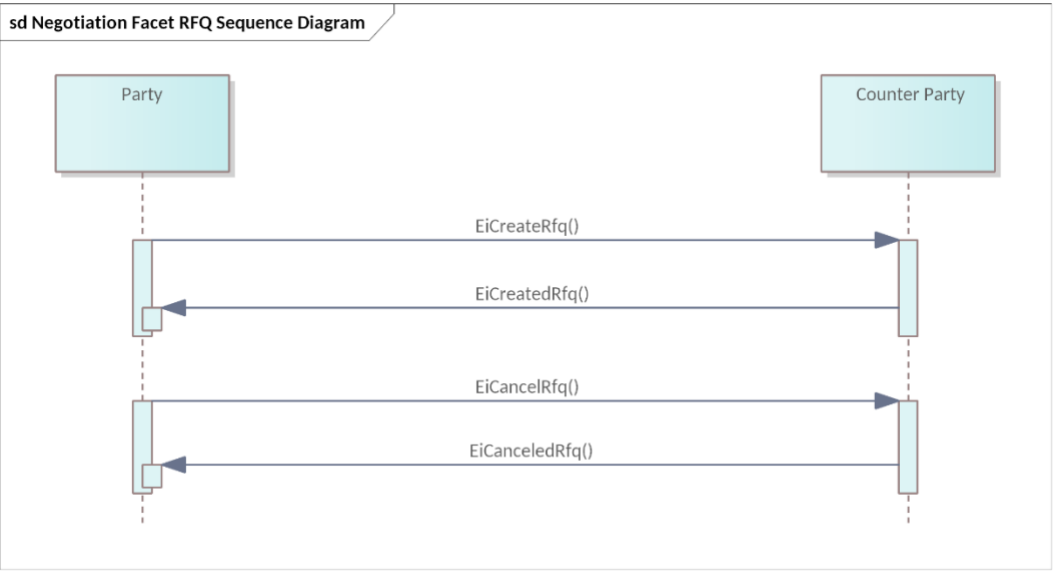 sd Negotiation Facet RFQ Sequence Diagram
Party
Counter Party
EiCreateRfq()
EiCreatedRfq()
EiCancelRfq()
EiCanceledRfq()